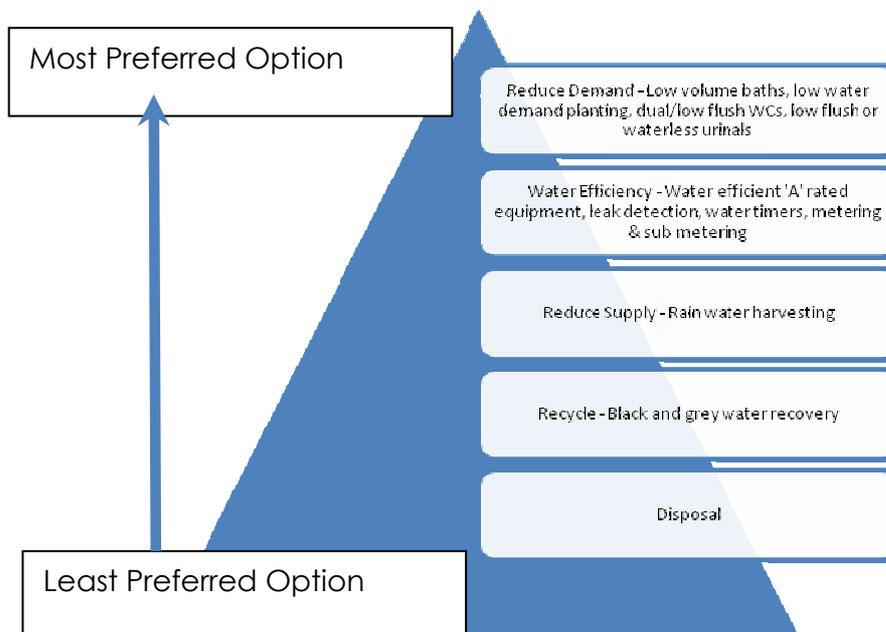 Most Preferred Option
Reduce Demand - Low volume baths, low water
demand planting, dual/low flush WCs, low flush or
waterless urinals
Water Efficiency - Water efficient 'A' rated
equipment, leak detection, water timers, metering
& sub metering
Reduce Supply - Rain water harvesting
Recycle - Black and grey water recovery
Disposal
Least Preferred Option